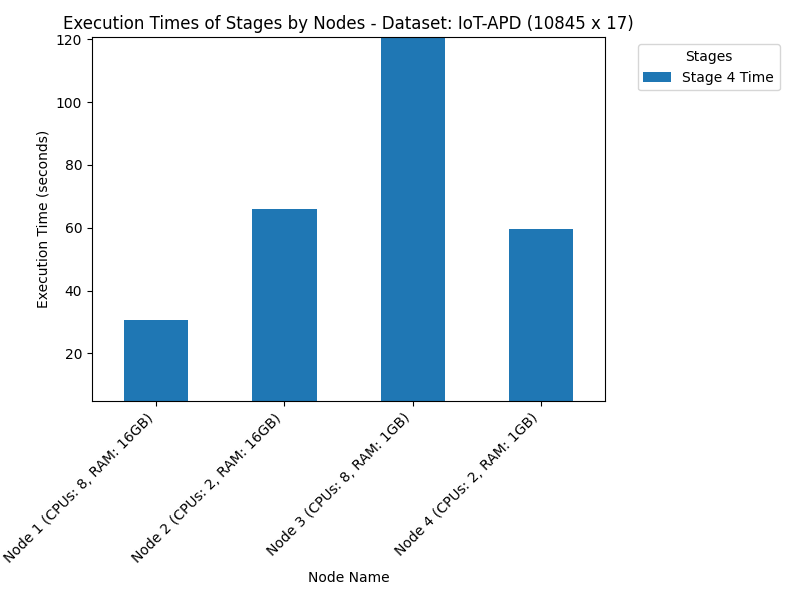 Execution Times of Stages by Nodes - Dataset: IoT-APD (10845 x 17)
Stages
Stage 4 Time
Execution Time (seconds)
120
100
80
60
40
20
Node 1 (CPUs: 8, RAM: 16GB)
Node 2 (CPUs: 2, RAM: 16GB)
Node 3 (CPUs: 8, RAM: 1GB)
Node 4 (CPUs: 2, RAM: 1GB)
Node Name